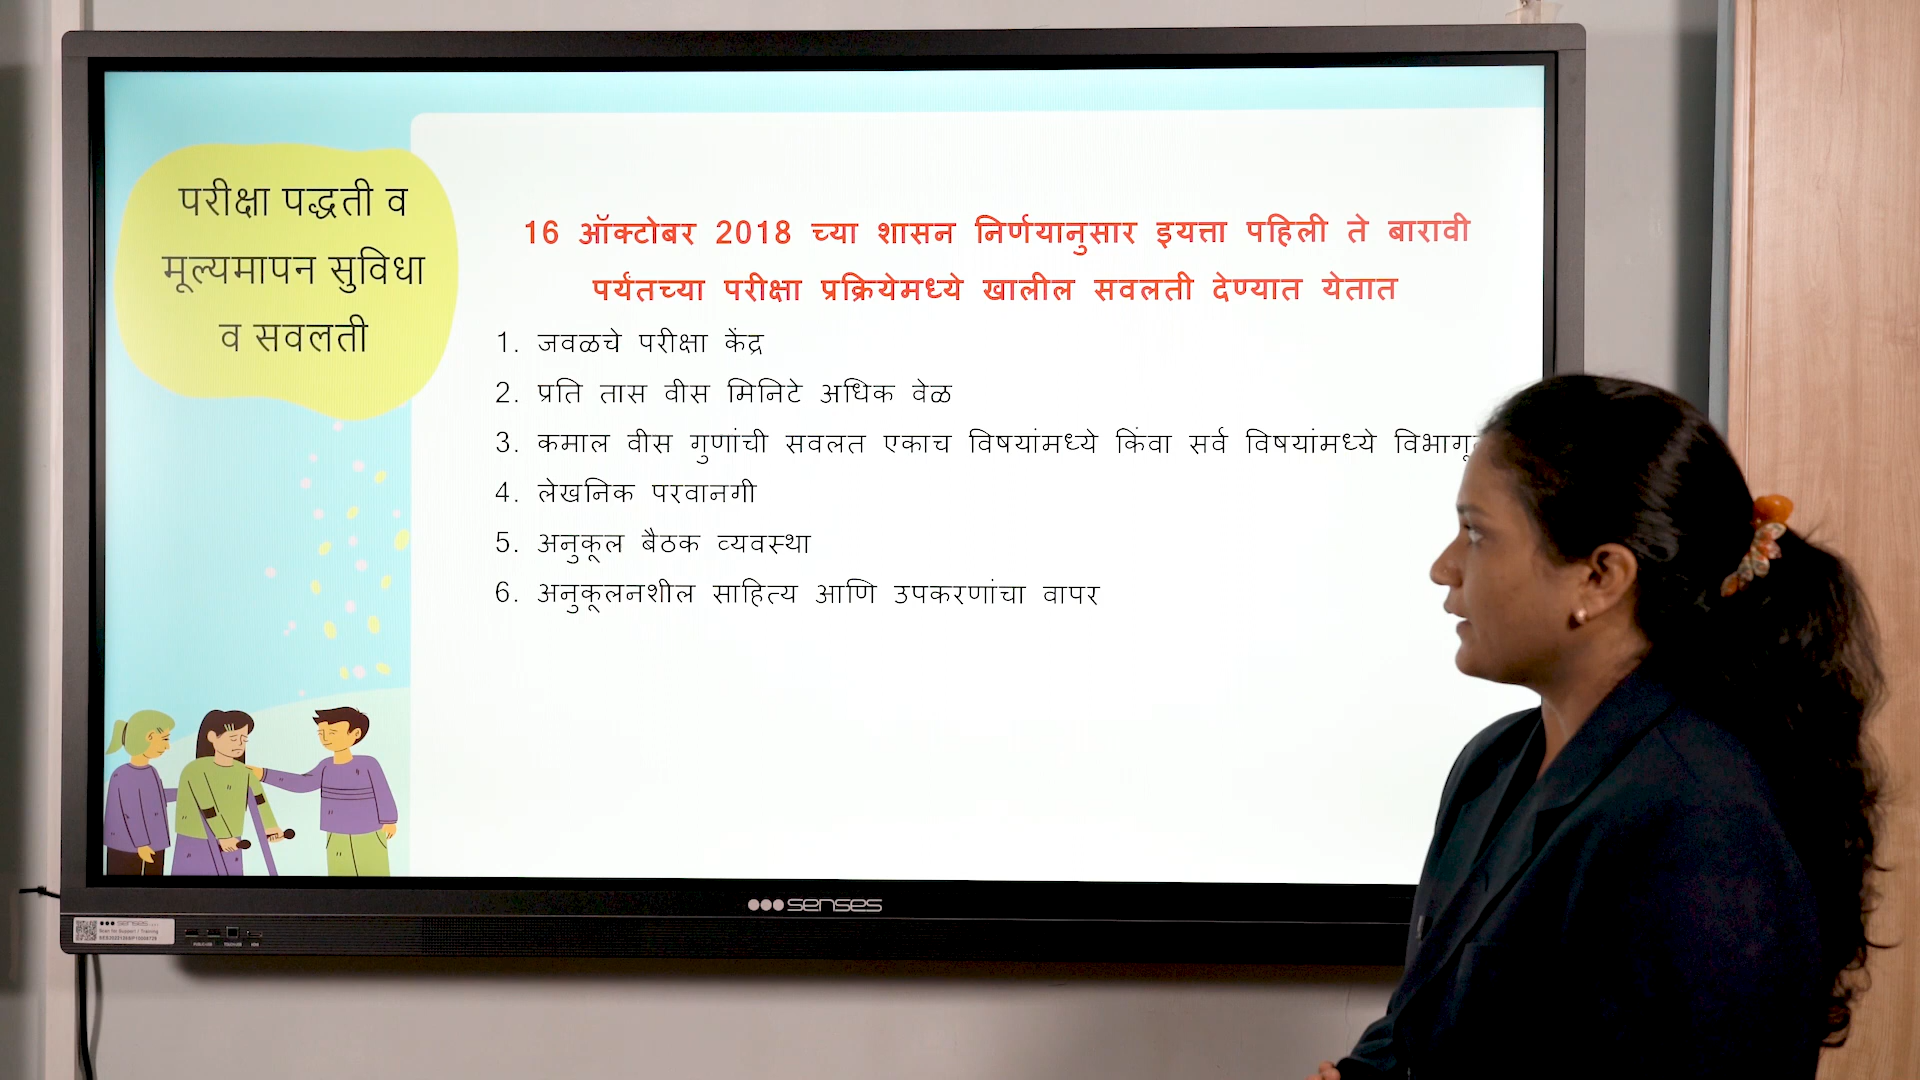 परीक्षा पद्धती व
मूल्यमापन सुविधा
व सवलती
16 ऑक्टोबर 2018 च्या शासन निर्णयानुसार इयत्ता पहिली ते बारावी
पर्यंतच्या परीक्षा प्रक्रियेमध्ये खालील सवलती देण्यात येतात
1. जवळचे परीक्षा केंद्र
2. प्रति तास वीस मिनिटे अधिक वेळ
3. कमाल वीस गुणांची सवलत एकाच विषयांमध्ये किंवा सर्व विषयांमध्ये
4. लेखनिक परवानगी
5. अनुकूल बैठक व्यवस्था
6. अनुकूलनशील साहित्य आणि उपकरणांचा वापर
senses